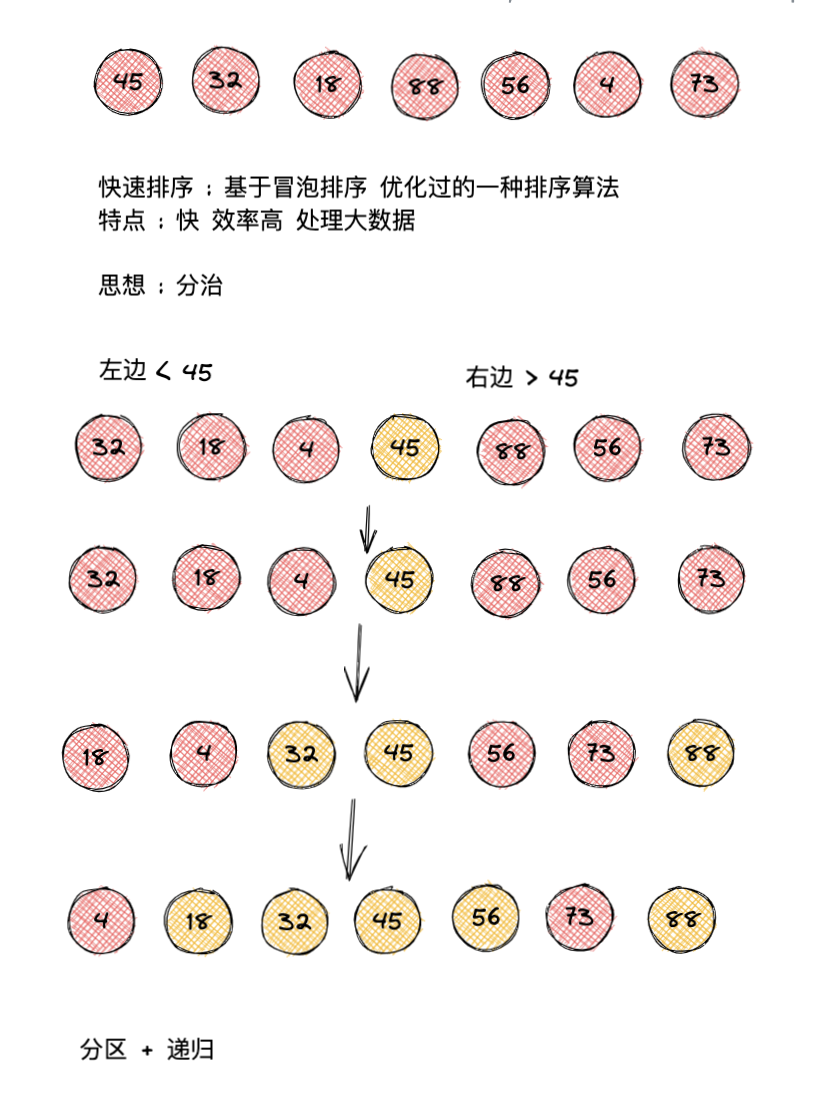 45 32 18 88 56 4 73
快速排序 ; 基于冒泡排序 优化过的一种排序算法
特点 ; 快 效率高 处理大数据
思想 ; 分治
左边 < 45 右边 > 45
32 18 4 45 88 56 73
32 18 4 45 88 56 73
18 4 32 45 56 73 88
4 18 32 45 56 73 88
分区 + 递归